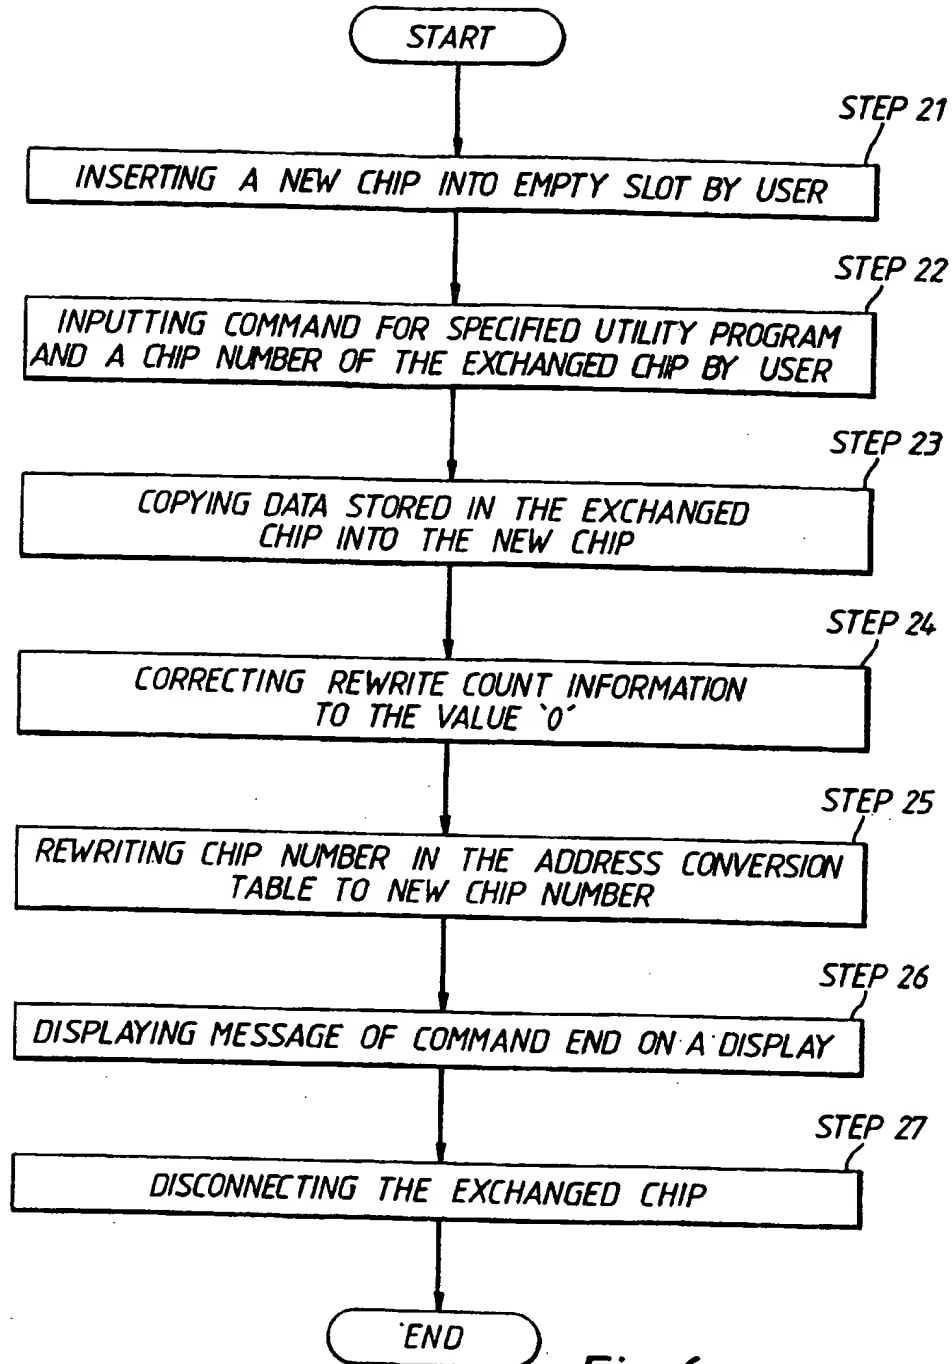 START
STEP 21
INSERTING A NEW CHIP INTO EMPTY SLOT BY USER
STEP 22
INPUTTING COMMAND FOR SPECIFIED UTILITY PROGRAM
AND A CHIP NUMBER OF THE EXCHANGED CHIP BY USER
STEP 23
COPYING DATA STORED IN THE EXCHANGED
CHIP INTO THE NEW CHIP
STEP 24
CORRECTING REWRITE COUNT INFORMATION
TO THE VALUE '0'
STEP 25
REWRITING CHIP NUMBER IN THE ADDRESS CONVERSION
TABLE TO NEW CHIP NUMBER
STEP 26
DISPLAYING MESSAGE OF COMMAND END ON A DISPLAY
STEP 27
DISCONNECTING THE EXCHANGED CHIP
END